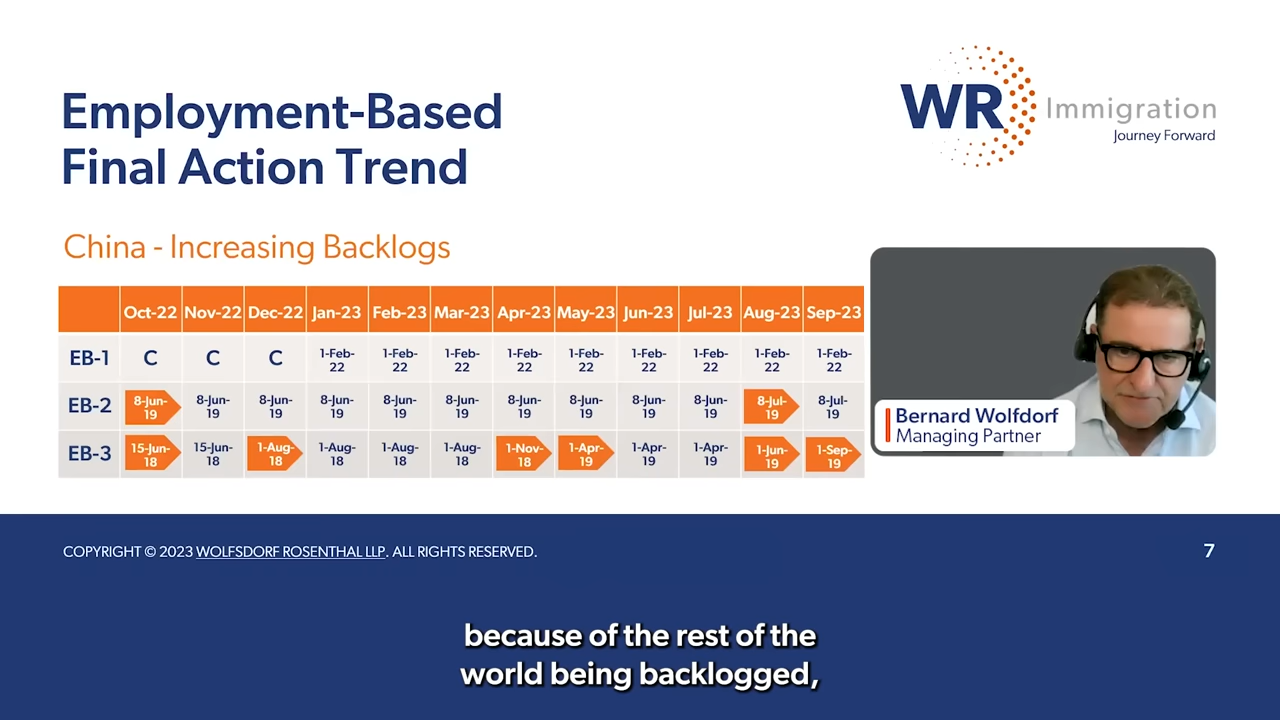 Employment-Based
Final Action Trend
WR Immigration
Journey Forward
China - Increasing Backlogs
Oct-22 Nov-22 Dec-22 Jan-23 Feb-23 Mar-23 Apr-23 May-23 Jun-23 Jul-23 Aug-23 Sep-23
EB-1 C C C 1-Feb-22 1-Feb-22 1-Feb-22 1-Feb-22 1-Feb-22 1-Feb-22 1-Feb-22 1-Feb-22 1-Feb-22
EB-2 8-Jun-19 8-Jun-19 8-Jun-19 8-Jun-19 8-Jun-19 8-Jun-19 8-Jun-19 8-Jun-19 8-Jun-19 8-Jun-19 8-Jul-19 8-Jul-19
EB-3 15-Jun-18 15-Jun-18 1-Aug-18 1-Aug-18 1-Aug-18 1-Aug-18 1-Nov-18 1-Apr-19 1-Apr-19 1-Apr-19 1-Jun-19 1-Sep-19
Bernard Wolfdorf
Managing Partner
COPYRIGHT © 2023 WOLFSDORF ROSENTHAL LLP. ALL RIGHTS RESERVED.
7
because of the rest of the
world being backlogged,